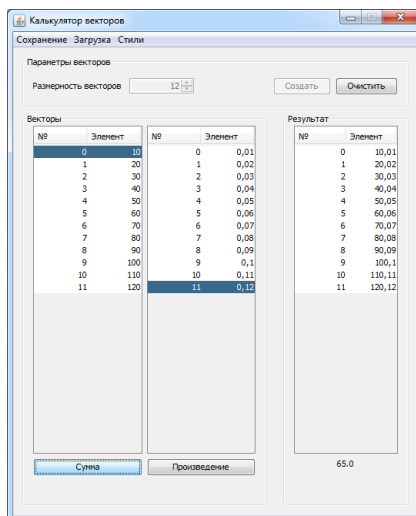 Калькулятор векторов
Сохранение Загрузка Стили
Параметры векторов
Размерность векторов 12 Создать Очистить
Векторы Результат
№ Элемент № Элемент № Элемент
0 10 0 0,01 0 10,01
1 20 1 0,02 1 20,02
2 30 2 0,03 2 30,03
3 40 3 0,04 3 40,04
4 50 4 0,05 4 50,05
5 60 5 0,06 5 60,06
6 70 6 0,07 6 70,07
7 80 7 0,08 7 80,08
8 90 8 0,09 8 90,09
9 100 9 0,1 9 100,1
10 110 10 0,11 10 110,11
11 120 11 0,12 11 120,12
Сумма Произведение 65.0